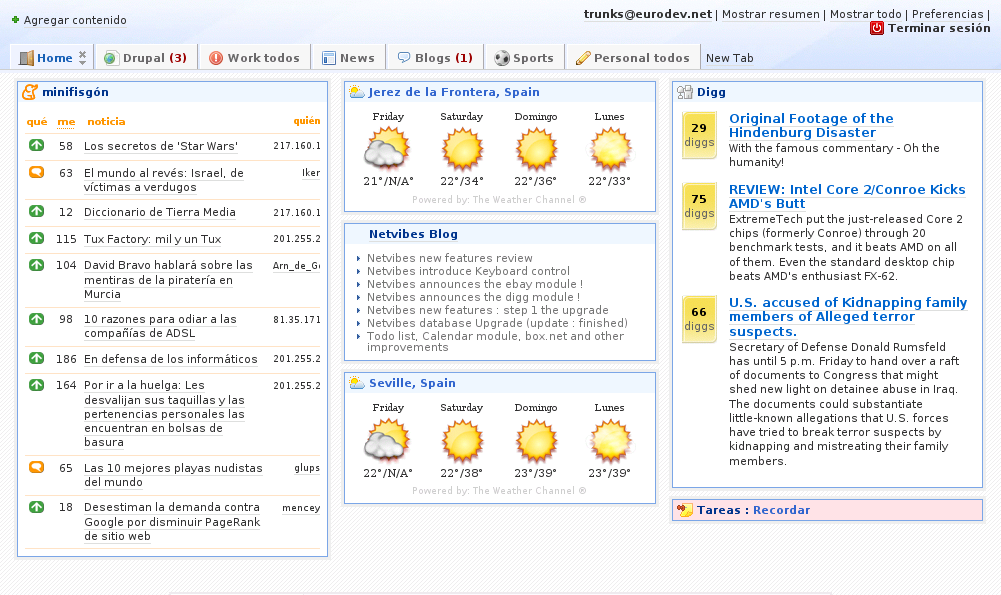 Agregar contenido
trunks@eurodev.net | Mostrar resumen | Mostrar todo | Preferencias |
Terminar sesión
Home
Drupal (3)
Work todos
News
Blogs (1)
Sports
Personal todos
New Tab
minifisgón
qué me noticia quién
58 Los secretos de 'Star Wars' 217.160.1
63 El mundo al revés: Israel, de Iker
víctimas a verdugos
12 Diccionario de Tierra Media 217.160.1
115 Tux Factory: mil y un Tux 201.255.2
104 David Bravo hablará sobre las Arn_de_Go
mentiras de la piratería en
Murcia
98 10 razones para odiar a las 81.35.171
compañías de ADSL
186 En defensa de los informáticos 201.255.2
164 Por ir a la huelga: Les 201.255.2
desvalijan sus taquillas y las
pertenencias personales las
encuentran en bolsas de
basura
65 Las 10 mejores playas nudistas glups
del mundo
18 Desestiman la demanda contra mencey
Google por disminuir PageRank
de sitio web
Jerez de la Frontera, Spain
Friday Saturday Domingo Lunes
21°/N/A° 22°/34° 22°/36° 22°/33°
Powered by: The Weather Channel ®
Netvibes Blog
Netvibes new features review
Netvibes introduce Keyboard control
Netvibes announces the ebay module !
Netvibes announces the digg module !
Netvibes new features : step 1 the upgrade
Netvibes database Upgrade (update : finished)
Todo list, Calendar module, box.net and other
improvements
Seville, Spain
Friday Saturday Domingo Lunes
22°/N/A° 22°/38° 23°/39° 23°/39°
Powered by: The Weather Channel ®
Digg
29
diggs
Original Footage of the
Hindenburg Disaster
With the famous commentary - Oh the
humanity!
75
diggs
REVIEW: Intel Core 2/Conroe Kicks
AMD's Butt
ExtremeTech put the just-released Core 2
chips (formerly Conroe) through 20
benchmark tests, and it beats AMD on all
of them. Even the standard desktop chip
beats AMD's enthusiast FX-62.
66
diggs
U.S. accused of Kidnapping family
members of Alleged terror
suspects.
Secretary of Defense Donald Rumsfeld
has until 5 p.m. Friday to hand over a raft
of documents to Congress that might
shed new light on detainee abuse in Iraq.
The documents could substantiate
little-known allegations that U.S. forces
have tried to break terror suspects by
kidnapping and mistreating their family
members.
Tareas : Recordar